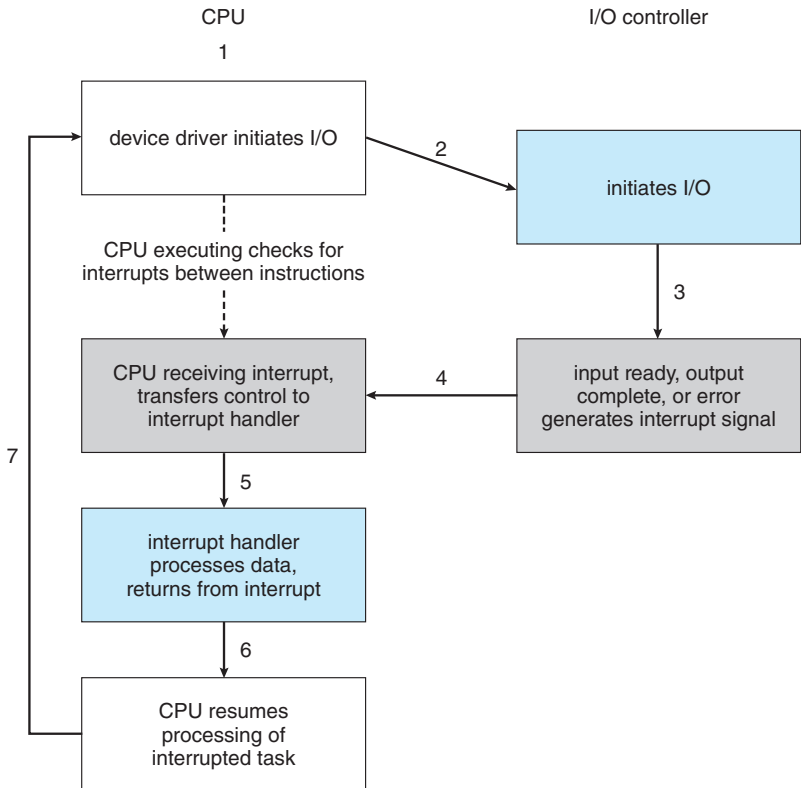 CPU
I/O controller
1
device driver initiates I/O
2
initiates I/O
CPU executing checks for
interrupts between instructions
3
CPU receiving interrupt,
transfers control to
interrupt handler
4
input ready, output
complete, or error
generates interrupt signal
7
5
interrupt handler
processes data,
returns from interrupt
6
CPU resumes
processing of
interrupted task